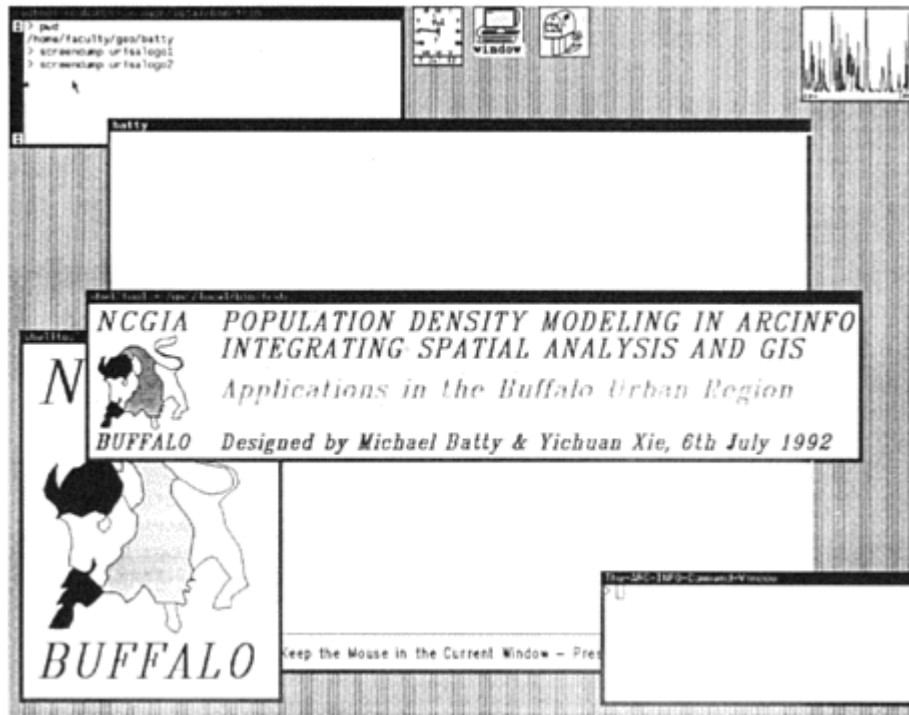 > pwd
/home/faculty/geo/batty
> screendump urisalogo1
> screendump urisalogo2
window
batty
NCGIA
POPULATION DENSITY MODELING IN ARCINFO
INTEGRATING SPATIAL ANALYSIS AND GIS
Applications in the Buffalo Urban Region
BUFFALO
Designed by Michael Batty & Yichuan Xie, 6th July 1992
N
BUFFALO
Keep the Mouse in the Current Window – Pres
The-ARC-INFO-Command-Window
>